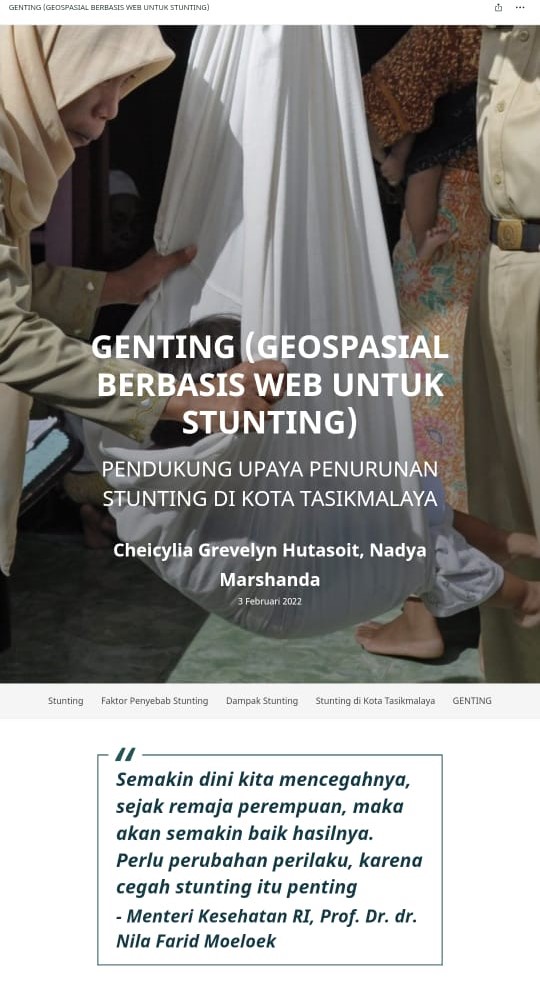 GENTING (GEOSPASIAL BERBASIS WEB UNTUK STUNTING)
GENTING (GEOSPASIAL
BERBASIS WEB UNTUK
STUNTING)
PENDUKUNG UPAYA PENURUNAN
STUNTING DI KOTA TASIKMALAYA
Cheicylia Grevelyn Hutasoit, Nadya
Marshanda
3 Februari 2022
Stunting Faktor Penyebab Stunting Dampak Stunting Stunting di Kota Tasikmalaya GENTING
Semakin dini kita mencegahnya,
sejak remaja perempuan, maka
akan semakin baik hasilnya.
Perlu perubahan perilaku, karena
cegah stunting itu penting
- Menteri Kesehatan RI, Prof. Dr. dr.
Nila Farid Moeloek